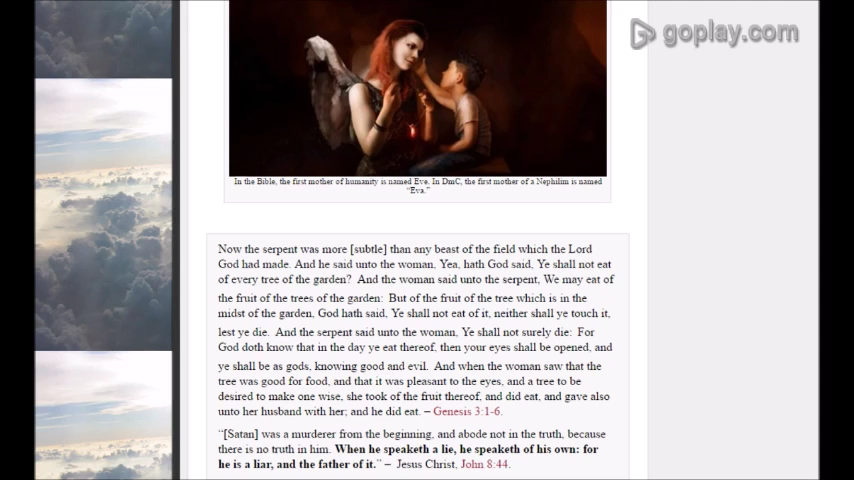 goplay.com
In the Bible, the first mother of humanity is named Eve. In DmC, the first mother of a Nephilim is named
"Eva."
Now the serpent was more [subtle] than any beast of the field which the Lord
God had made. And he said unto the woman, Yea, hath God said, Ye shall not eat
of every tree of the garden? And the woman said unto the serpent, We may eat of
the fruit of the trees of the garden: But of the fruit of the tree which is in the
midst of the garden, God hath said, Ye shall not eat of it, neither shall ye touch it,
lest ye die. And the serpent said unto the woman, Ye shall not surely die: For
God doth know that in the day ye eat thereof, then your eyes shall be opened, and
ye shall be as gods, knowing good and evil. And when the woman saw that the
tree was good for food, and that it was pleasant to the eyes, and a tree to be
desired to make one wise, she took of the fruit thereof, and did eat, and gave also
unto her husband with her; and he did eat. – Genesis 3:1-6.
"[Satan] was a murderer from the beginning, and abode not in the truth, because
there is no truth in him. When he speaketh a lie, he speaketh of his own: for
he is a liar, and the father of it." – Jesus Christ, John 8:44.